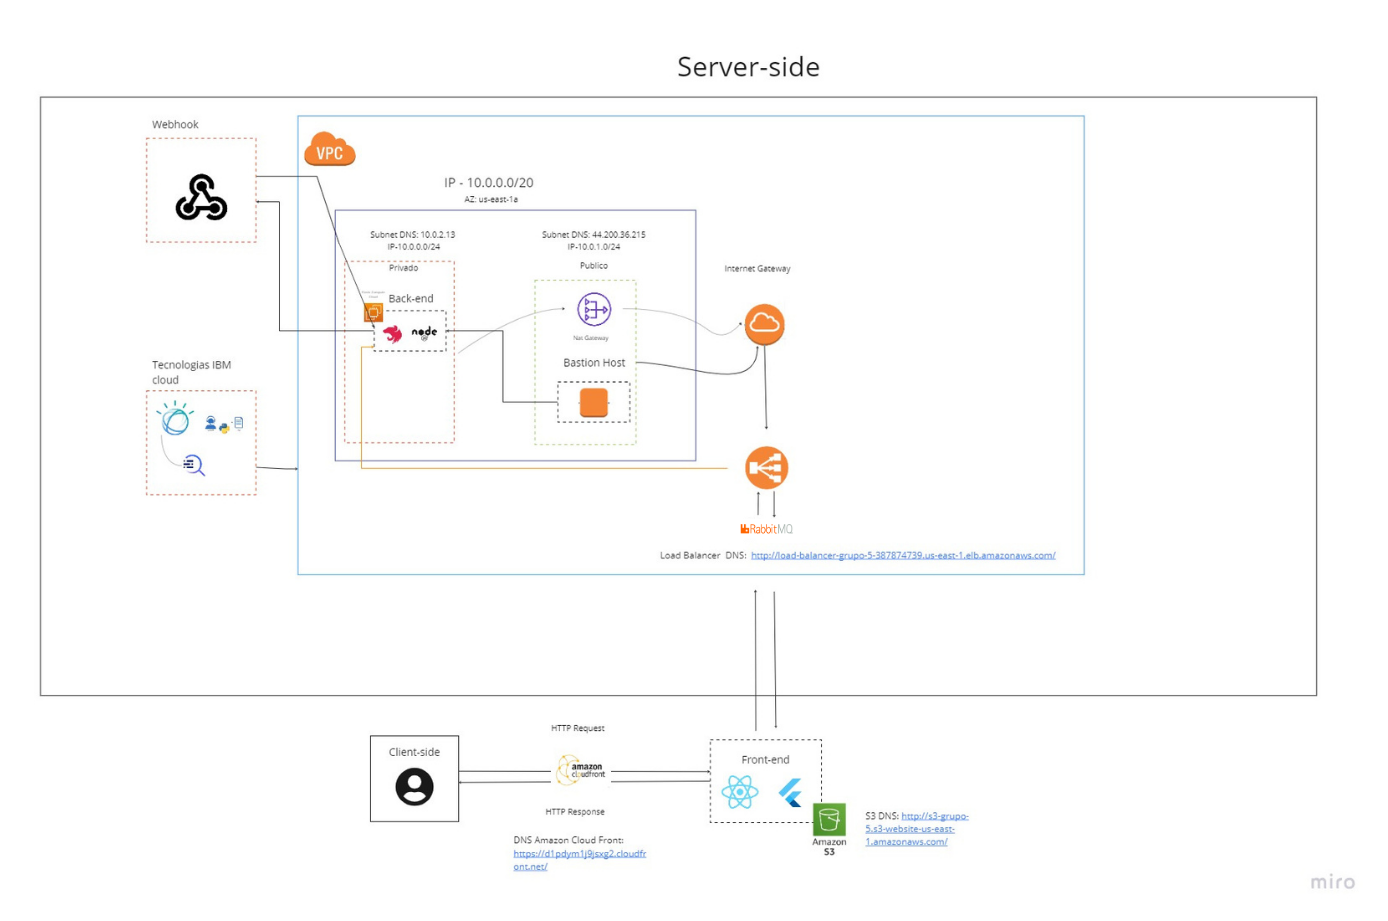 Server-side
Webhook
VPC
IP - 10.0.0.0/20
AZ: us-east-1a
Subnet DNS: 10.0.2.13
IP-10.0.0.0/24
Subnet DNS: 44.200.36.215
IP-10.0.1.0/24
Privado
Publico
Internet Gateway
Back-end
node
Nat Gateway
Bastion Host
Tecnologias IBM
cloud
RabbitMQ
Load Balancer DNS: http://load-balancer-grupo-5-387874739.us-east-1.elb.amazonaws.com/
HTTP Request
Client-side
amazon
cloudfront
Front-end
HTTP Response
DNS Amazon Cloud Front:
https://d1pdym1j9jsxg2.cloudfr
ont.net/
Amazon
S3
S3 DNS: http://s3-grupo-
5.s3-website-us-east-
1.amazonaws.com/
miro